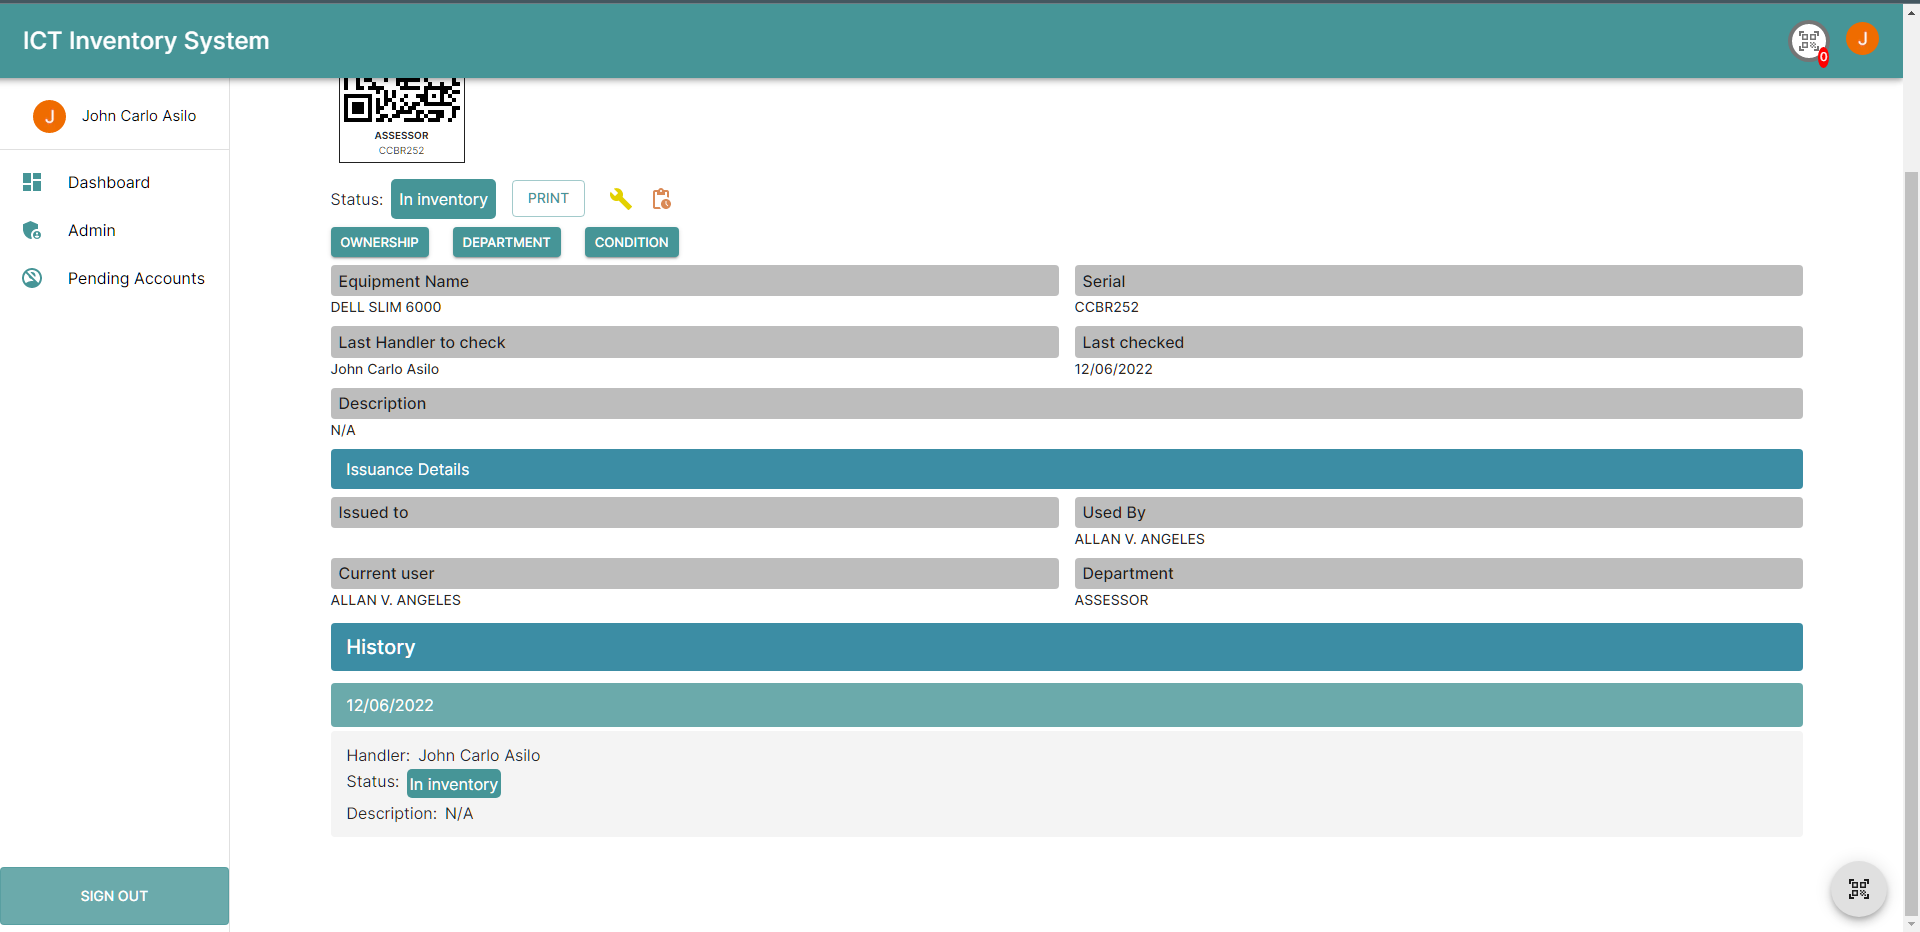 ICT Inventory System
0
J
J
John Carlo Asilo
Dashboard
Admin
Pending Accounts
SIGN OUT
ASSESSOR
CCBR252
Status: In inventory PRINT
OWNERSHIP DEPARTMENT CONDITION
Equipment Name Serial
DELL SLIM 6000 CCBR252
Last Handler to check Last checked
John Carlo Asilo 12/06/2022
Description
N/A
Issuance Details
Issued to Used By
ALLAN V. ANGELES
Current user Department
ALLAN V. ANGELES ASSESSOR
History
12/06/2022
Handler: John Carlo Asilo
Status: In inventory
Description: N/A